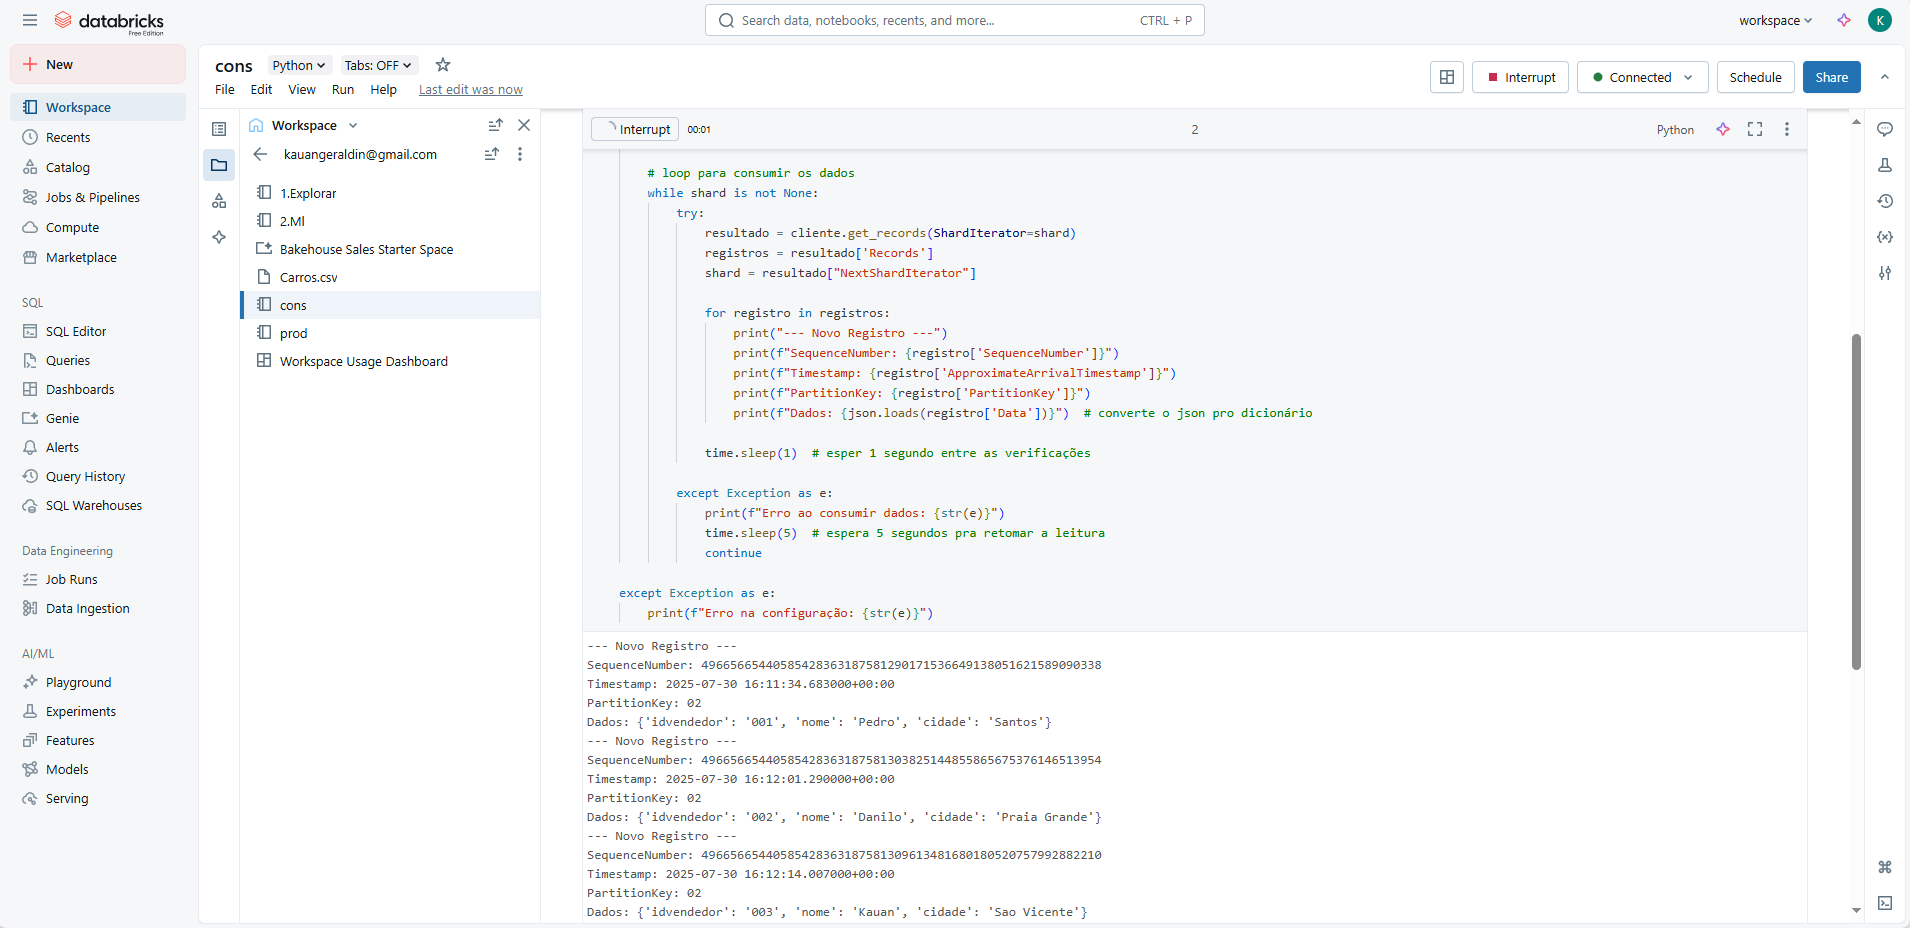 databricks
Free Edition
Search data, notebooks, recents, and more...
CTRL + P
workspace
K
New
Workspace
Recents
Catalog
Jobs & Pipelines
Compute
Marketplace
SQL
SQL Editor
Queries
Dashboards
Genie
Alerts
Query History
SQL Warehouses
Data Engineering
Job Runs
Data Ingestion
AI/ML
Playground
Experiments
Features
Models
Serving
cons Python Tabs: OFF
File Edit View Run Help Last edit was now
Interrupt Connected Schedule Share
Workspace
kauangeraldin@gmail.com
1.Explorar
2.Ml
Bakehouse Sales Starter Space
Carros.csv
cons
prod
Workspace Usage Dashboard
Interrupt 00:01 2 Python
# loop para consumir os dados
while shard is not None:
try:
resultado = cliente.get_records(ShardIterator=shard)
registros = resultado['Records']
shard = resultado["NextShardIterator"]
for registro in registros:
print("--- Novo Registro ---")
print(f"SequenceNumber: {registro['SequenceNumber']}")
print(f"Timestamp: {registro['ApproximateArrivalTimestamp']}")
print(f"PartitionKey: {registro['PartitionKey']}")
print(f"Dados: {json.loads(registro['Data'])}") # converte o json pro dicionário
time.sleep(1) # esper 1 segundo entre as verificações
except Exception as e:
print(f"Erro ao consumir dados: {str(e)}")
time.sleep(5) # espera 5 segundos pra retomar a leitura
continue
except Exception as e:
print(f"Erro na configuração: {str(e)}")
--- Novo Registro ---
SequenceNumber: 49665665440585428363187581290171536649138051621589090338
Timestamp: 2025-07-30 16:11:34.683000+00:00
PartitionKey: 02
Dados: {'idvendedor': '001', 'nome': 'Pedro', 'cidade': 'Santos'}
--- Novo Registro ---
SequenceNumber: 49665665440585428363187581303825144855865675376146513954
Timestamp: 2025-07-30 16:12:01.290000+00:00
PartitionKey: 02
Dados: {'idvendedor': '002', 'nome': 'Danilo', 'cidade': 'Praia Grande'}
--- Novo Registro ---
SequenceNumber: 49665665440585428363187581309613481680180520757992882210
Timestamp: 2025-07-30 16:12:14.007000+00:00
PartitionKey: 02
Dados: {'idvendedor': '003', 'nome': 'Kauan', 'cidade': 'Sao Vicente'}